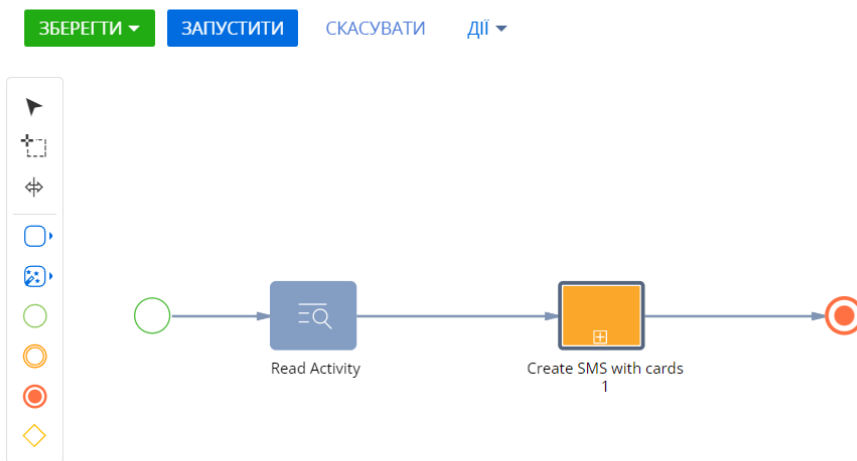 ЗБЕРЕГТИ
ЗАПУСТИТИ
СКАСУВАТИ
ДІЇ
Read Activity
Create SMS with cards
1